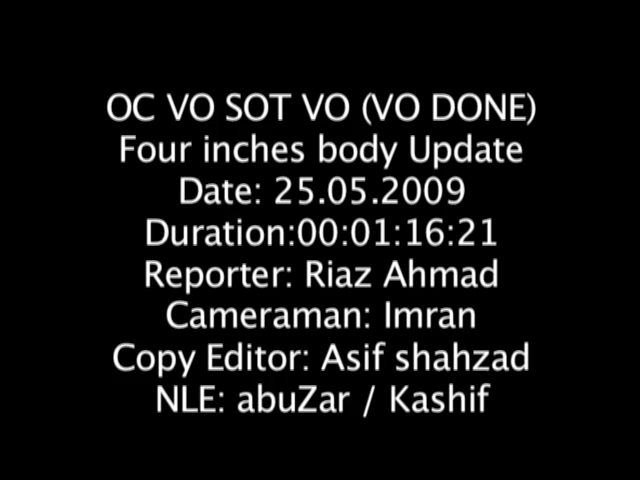 OC VO SOT VO (VO DONE)
Four inches body Update
Date: 25.05.2009
Duration:00:01:16:21
Reporter: Riaz Ahmad
Cameraman: Imran
Copy Editor: Asif shahzad
NLE: abuZar / Kashif